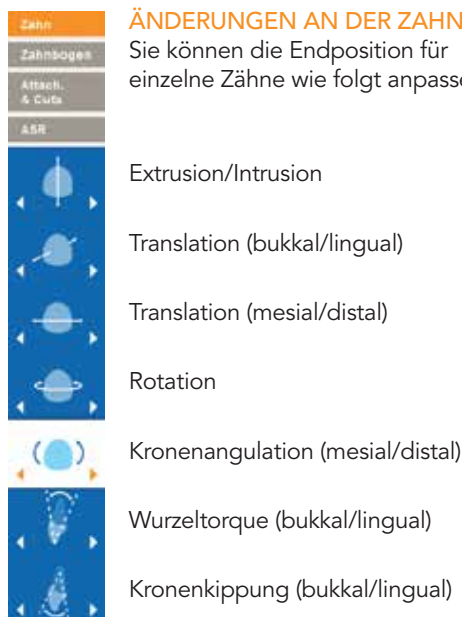 Zahn
Zahnbogen
Attach.
& Cuts
ASR
ÄNDERUNGEN AN DER ZAHN
Sie können die Endposition für
einzelne Zähne wie folgt anpasse
Extrusion/Intrusion
Translation (bukkal/lingual)
Translation (mesial/distal)
Rotation
Kronenangulation (mesial/distal)
Wurzeltorque (bukkal/lingual)
Kronenkippung (bukkal/lingual)